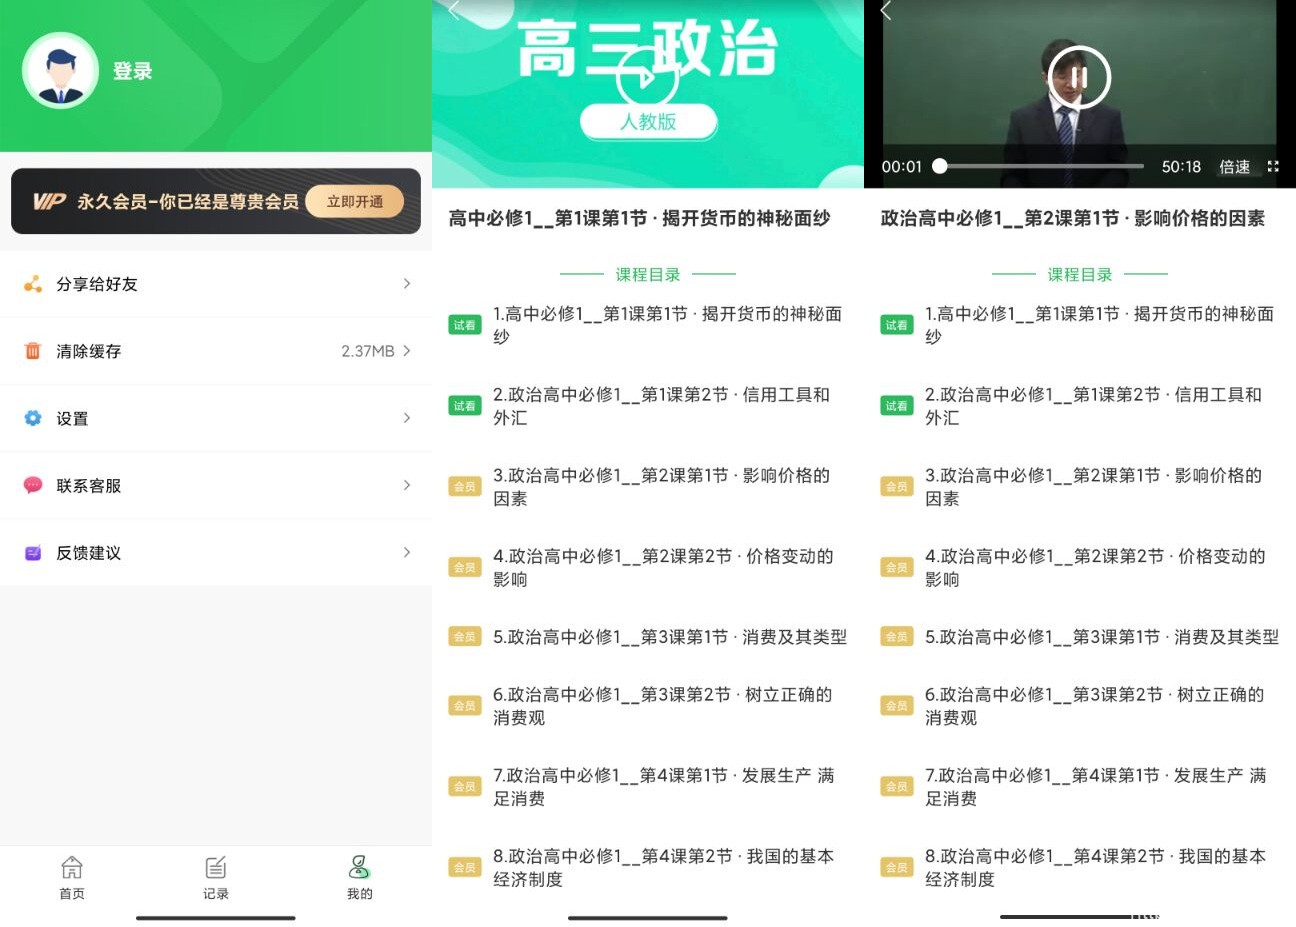 登录
VIP 永久会员-你已经是尊贵会员 立即开通
分享给好友
清除缓存 2.37MB
设置
联系客服
反馈建议
首页 记录 我的
高三政治
人教版
高中必修1__第1课第1节·揭开货币的神秘面纱
课程目录
试看 1.高中必修1__第1课第1节·揭开货币的神秘面
纱
试看 2.政治高中必修1__第1课第2节·信用工具和
外汇
会员 3.政治高中必修1__第2课第1节·影响价格的
因素
会员 4.政治高中必修1__第2课第2节·价格变动的
影响
会员 5.政治高中必修1__第3课第1节·消费及其类型
会员 6.政治高中必修1__第3课第2节·树立正确的
消费观
会员 7.政治高中必修1__第4课第1节·发展生产 满
足消费
会员 8.政治高中必修1__第4课第2节·我国的基本
经济制度
00:01 50:18 倍速
政治高中必修1__第2课第1节·影响价格的因素
课程目录
试看 1.高中必修1__第1课第1节·揭开货币的神秘面
纱
试看 2.政治高中必修1__第1课第2节·信用工具和
外汇
会员 3.政治高中必修1__第2课第1节·影响价格的
因素
会员 4.政治高中必修1__第2课第2节·价格变动的
影响
会员 5.政治高中必修1__第3课第1节·消费及其类型
会员 6.政治高中必修1__第3课第2节·树立正确的
消费观
会员 7.政治高中必修1__第4课第1节·发展生产 满
足消费
会员 8.政治高中必修1__第4课第2节·我国的基本
经济制度